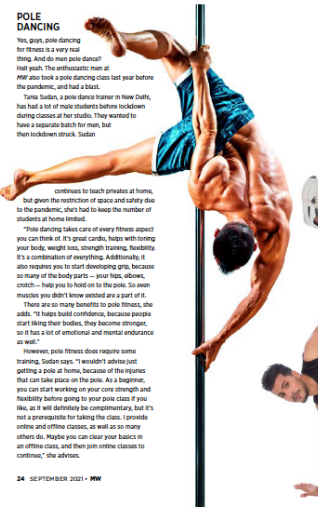 POLE
DANCING
Yes, guys, pole dancing
for fitness is a very real
thing. And do men pole dance?
Hell yeah. The enthusiastic men at
MW also took a pole dancing class last year before
the pandemic, and had a blast.
Tania Sudan, a pole dance trainer in New Delhi,
has had a lot of male students before lockdown
during classes at her studio. They wanted to
have a separate batch for men, but
then lockdown struck. Sudan
continues to teach privates at home,
but given the restriction of space and safety due
to the pandemic, she's had to keep the number of
students at home limited.
"Pole dancing takes care of every fitness aspect
you can think of. It's great cardio, helps with toning
your body, weight loss, strength training, flexibility.
It's a combination of everything. Additionally, it
also requires you to start developing grip, because
so many of the body parts — your hips, elbows,
crotch — help you to hold on to the pole. So even
muscles you didn't know existed are a part of it.
There are so many benefits to pole fitness, she
adds. "It helps build confidence, because people
start liking their bodies, they become stronger,
so it has a lot of emotional and mental endurance
as well."
However, pole fitness does require some
training, Sudan says. "I wouldn't advise just
getting a pole at home, because of the injuries
that can take place on the pole. As a beginner,
you can start working on your core strength and
flexibility before going to your pole class if you
like, as it will definitely be complimentary, but it's
not a prerequisite for taking the class. I provide
online and offline classes, as well as so many
others do. Maybe you can clear your basics in
an offline class, and then join online classes to
continue," she advises.
24 SEPTEMBER 2021 • MW